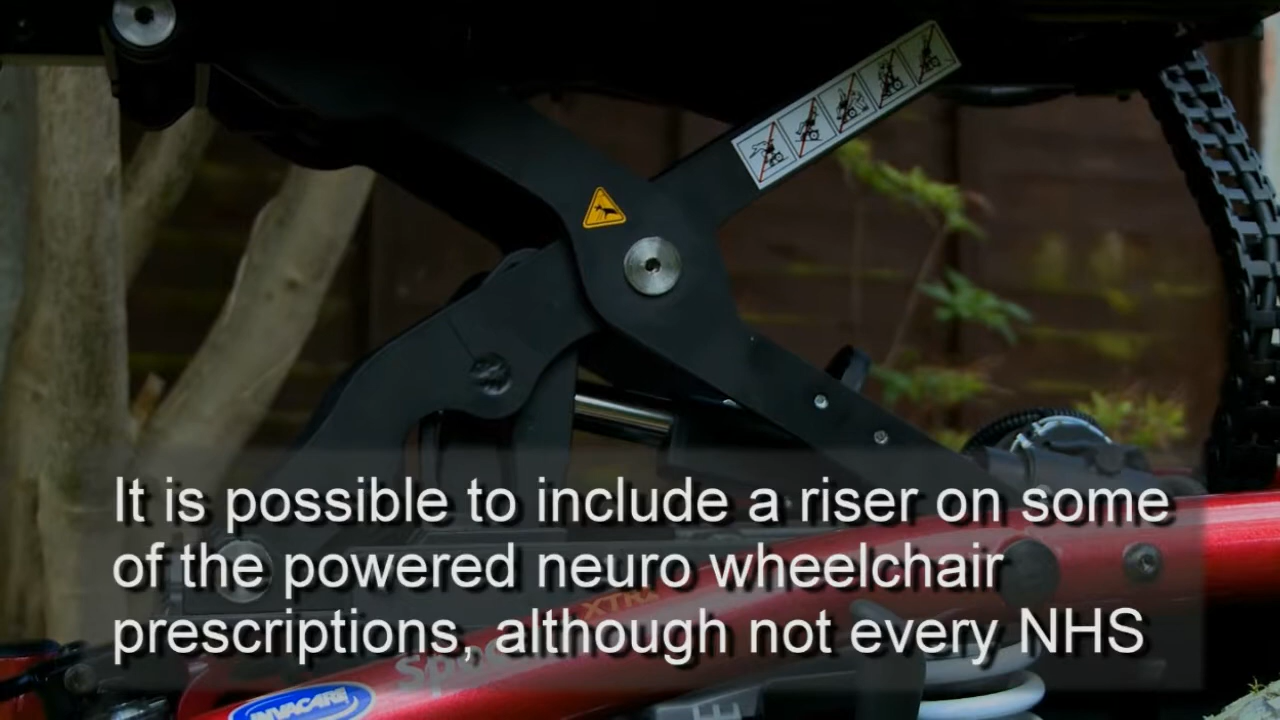 It is possible to include a riser on some
of the powered neuro wheelchair
prescriptions, although not every NHS
XTRA
INVACARE